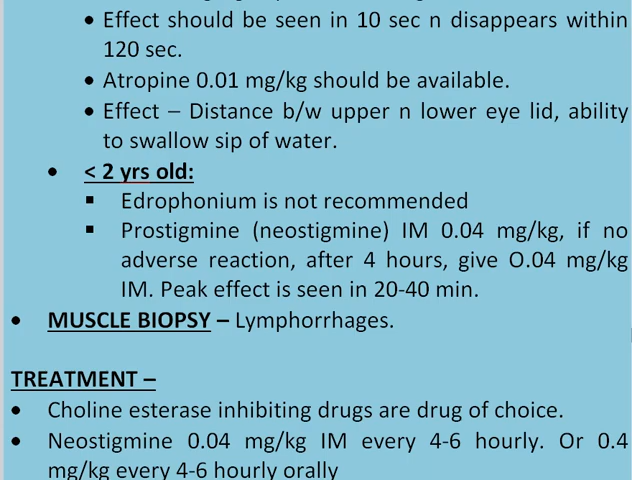 • Effect should be seen in 10 sec n disappears within
120 sec.
• Atropine 0.01 mg/kg should be available.
• Effect – Distance b/w upper n lower eye lid, ability
to swallow sip of water.
• < 2 yrs old:
▪ Edrophonium is not recommended
▪ Prostigmine (neostigmine) IM 0.04 mg/kg, if no
adverse reaction, after 4 hours, give O.04 mg/kg
IM. Peak effect is seen in 20-40 min.
• MUSCLE BIOPSY – Lymphorrhages.
TREATMENT –
• Choline esterase inhibiting drugs are drug of choice.
• Neostigmine 0.04 mg/kg IM every 4-6 hourly. Or 0.4
mg/kg every 4-6 hourly orally